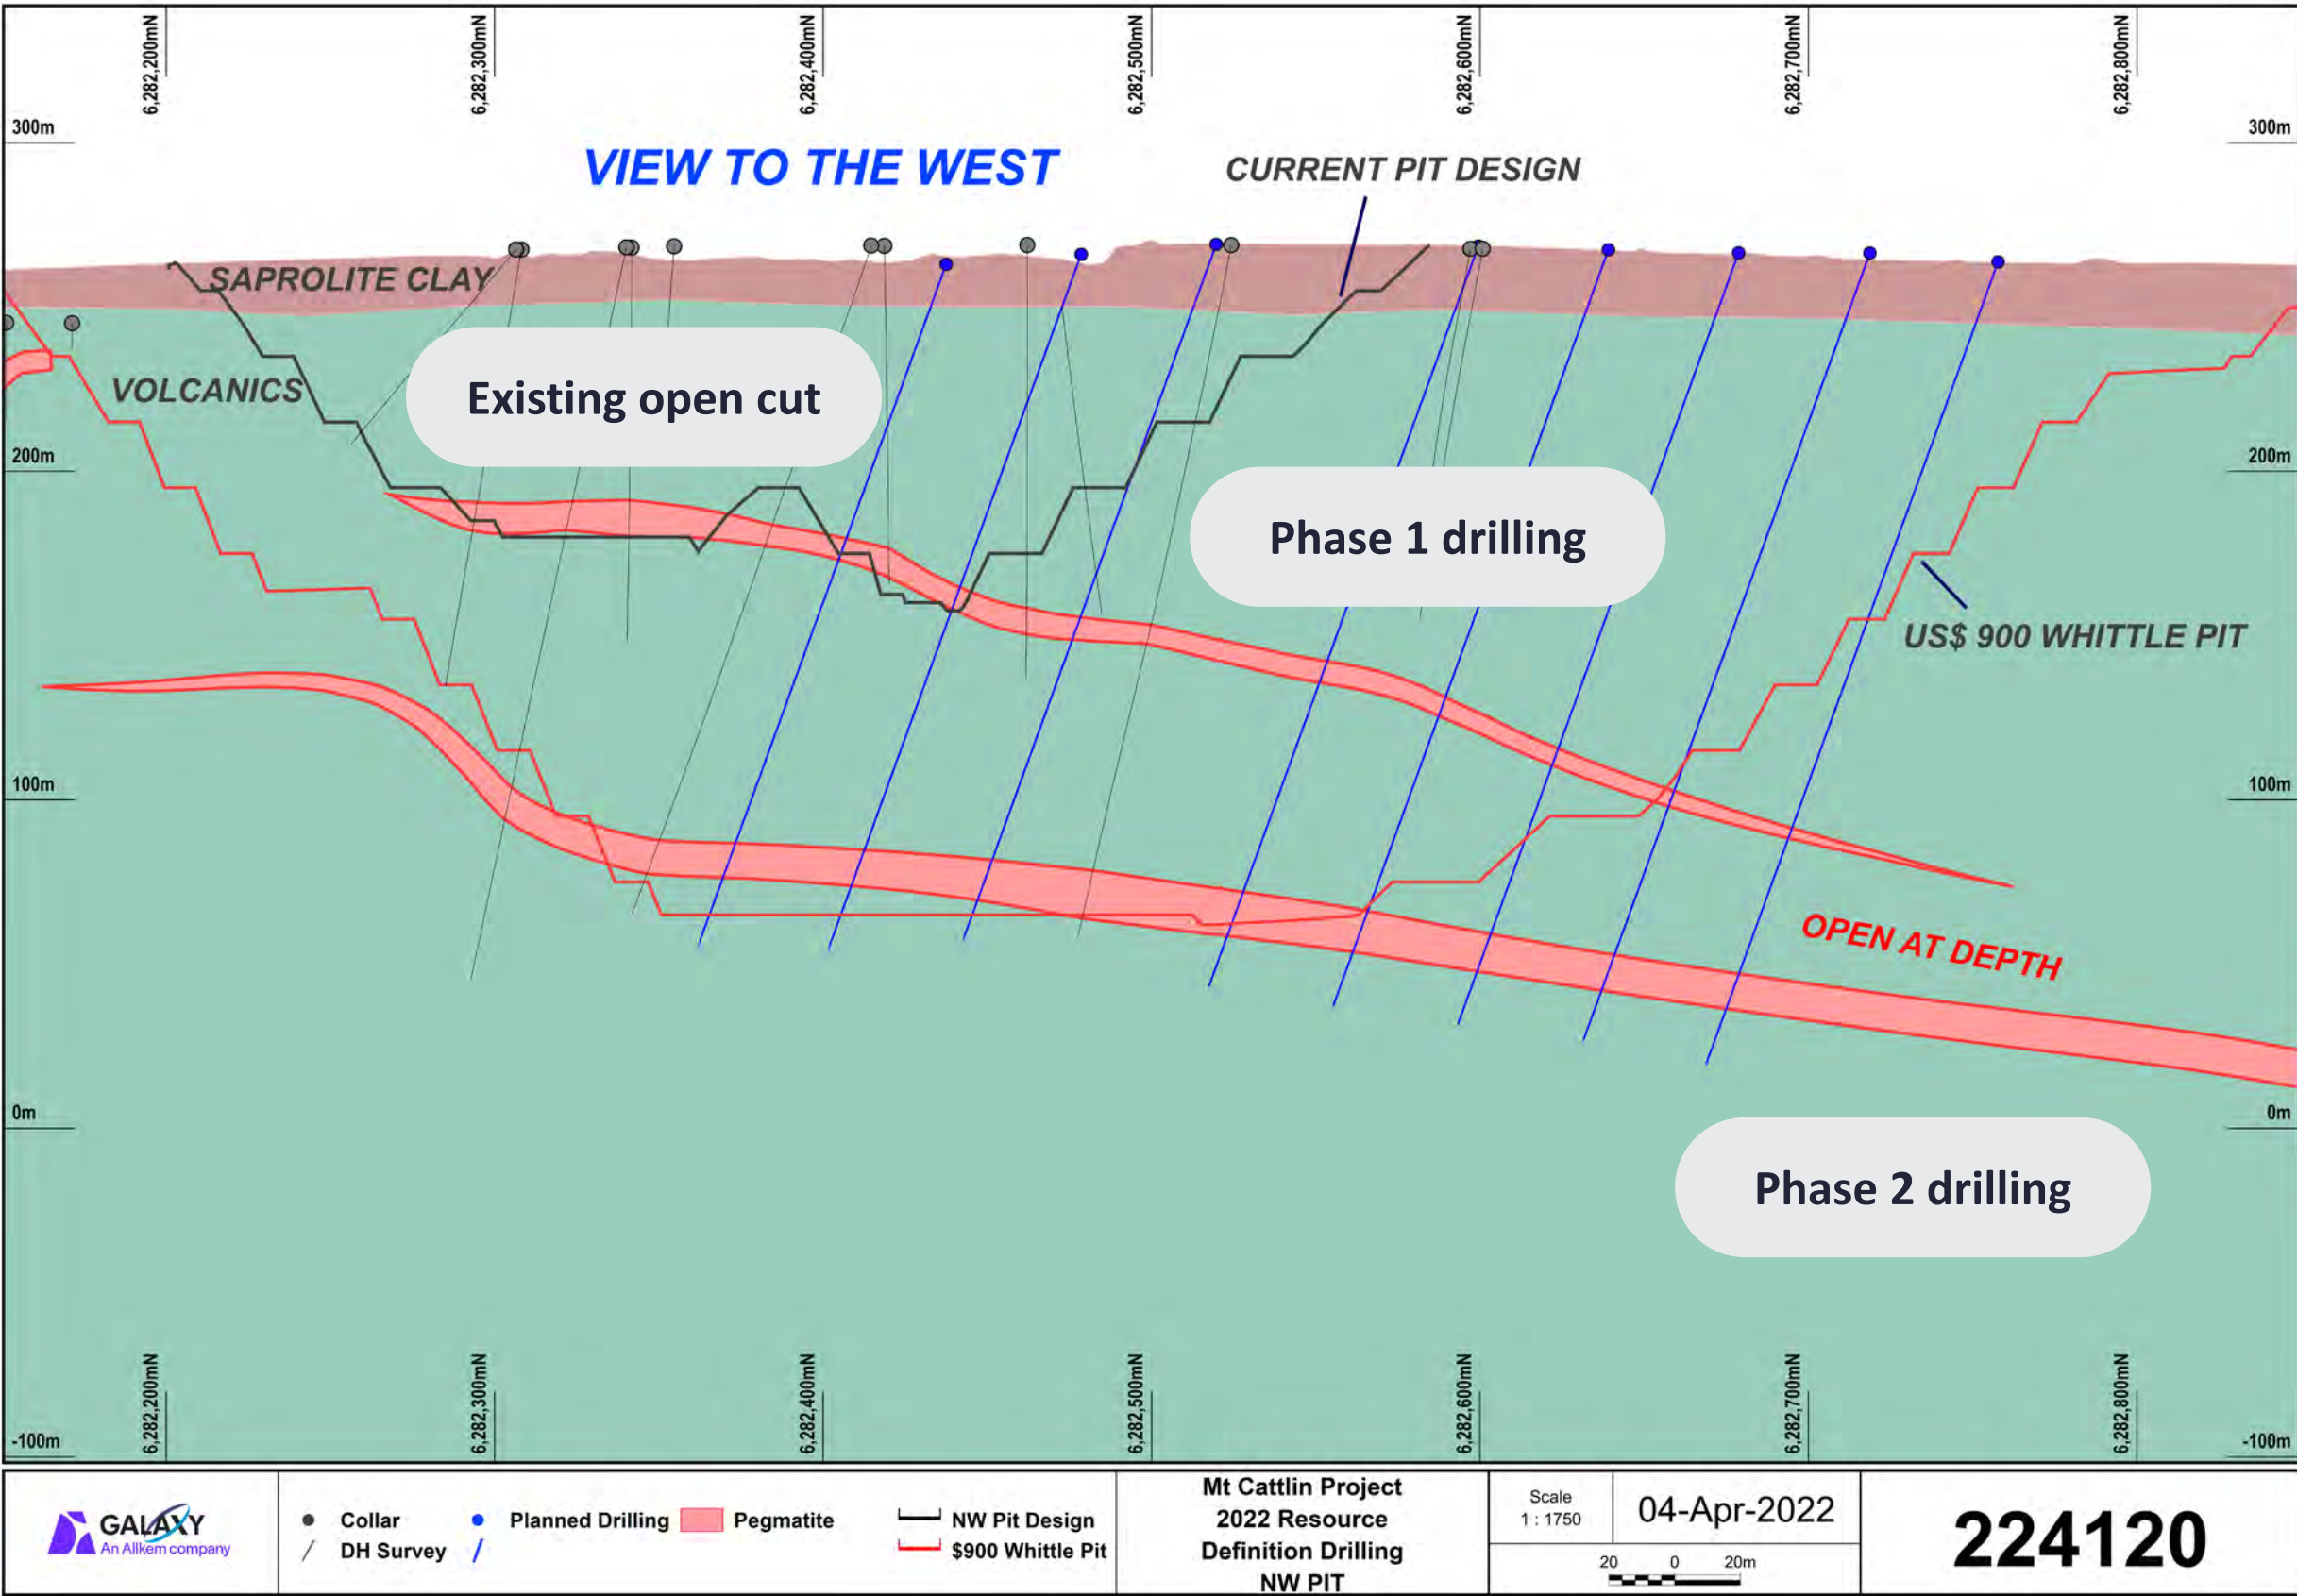 6,282,200mN
6,282,300mN
6,282,400mN
6,282,500mN
6,282,600mN
6,282,700mN
6,282,800mN
300m
300m
VIEW TO THE WEST
CURRENT PIT DESIGN
SAPROLITE CLAY
VOLCANICS
Existing open cut
200m
200m
Phase 1 drilling
US$ 900 WHITTLE PIT
100m
100m
OPEN AT DEPTH
0m
0m
Phase 2 drilling
6,282,200mN
6,282,300mN
6,282,400mN
6,282,500mN
6,282,600mN
6,282,700mN
6,282,800mN
-100m
-100m
GALAXY
An Allkem company
Collar
DH Survey
Planned Drilling
Pegmatite
NW Pit Design
$900 Whittle Pit
Mt Cattlin Project
2022 Resource
Definition Drilling
NW PIT
Scale
1 : 1750
04-Apr-2022
20 0 20m
224120